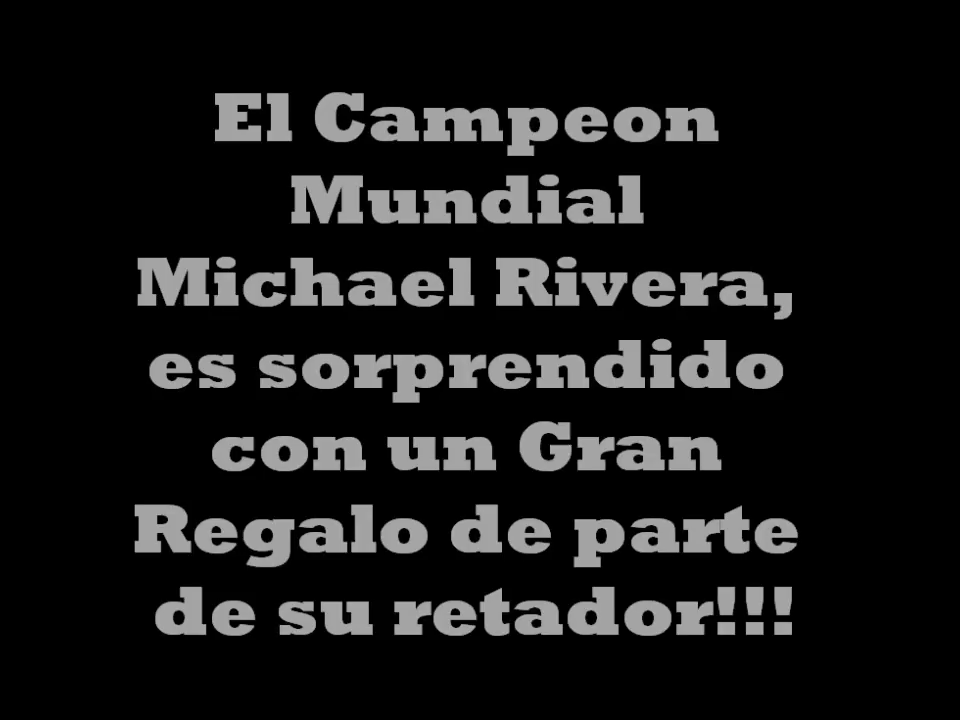 El Campeon
Mundial
Michael Rivera,
es sorprendido
con un Gran
Regalo de parte
de su retador!!!